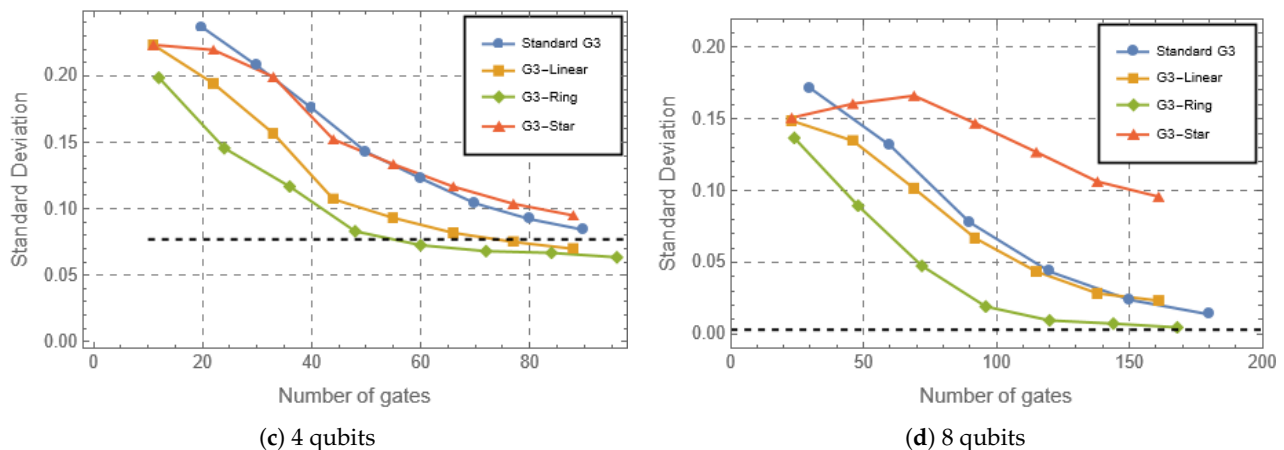 0.20
0.15
0.10
0.05
0.00
Standard Deviation
0 20 40 60 80
Number of gates
Standard G3
G3-Linear
G3-Ring
G3-Star
(c) 4 qubits
0.20
0.15
0.10
0.05
0.00
Standard Deviation
0 50 100 150 200
Number of gates
Standard G3
G3-Linear
G3-Ring
G3-Star
(d) 8 qubits